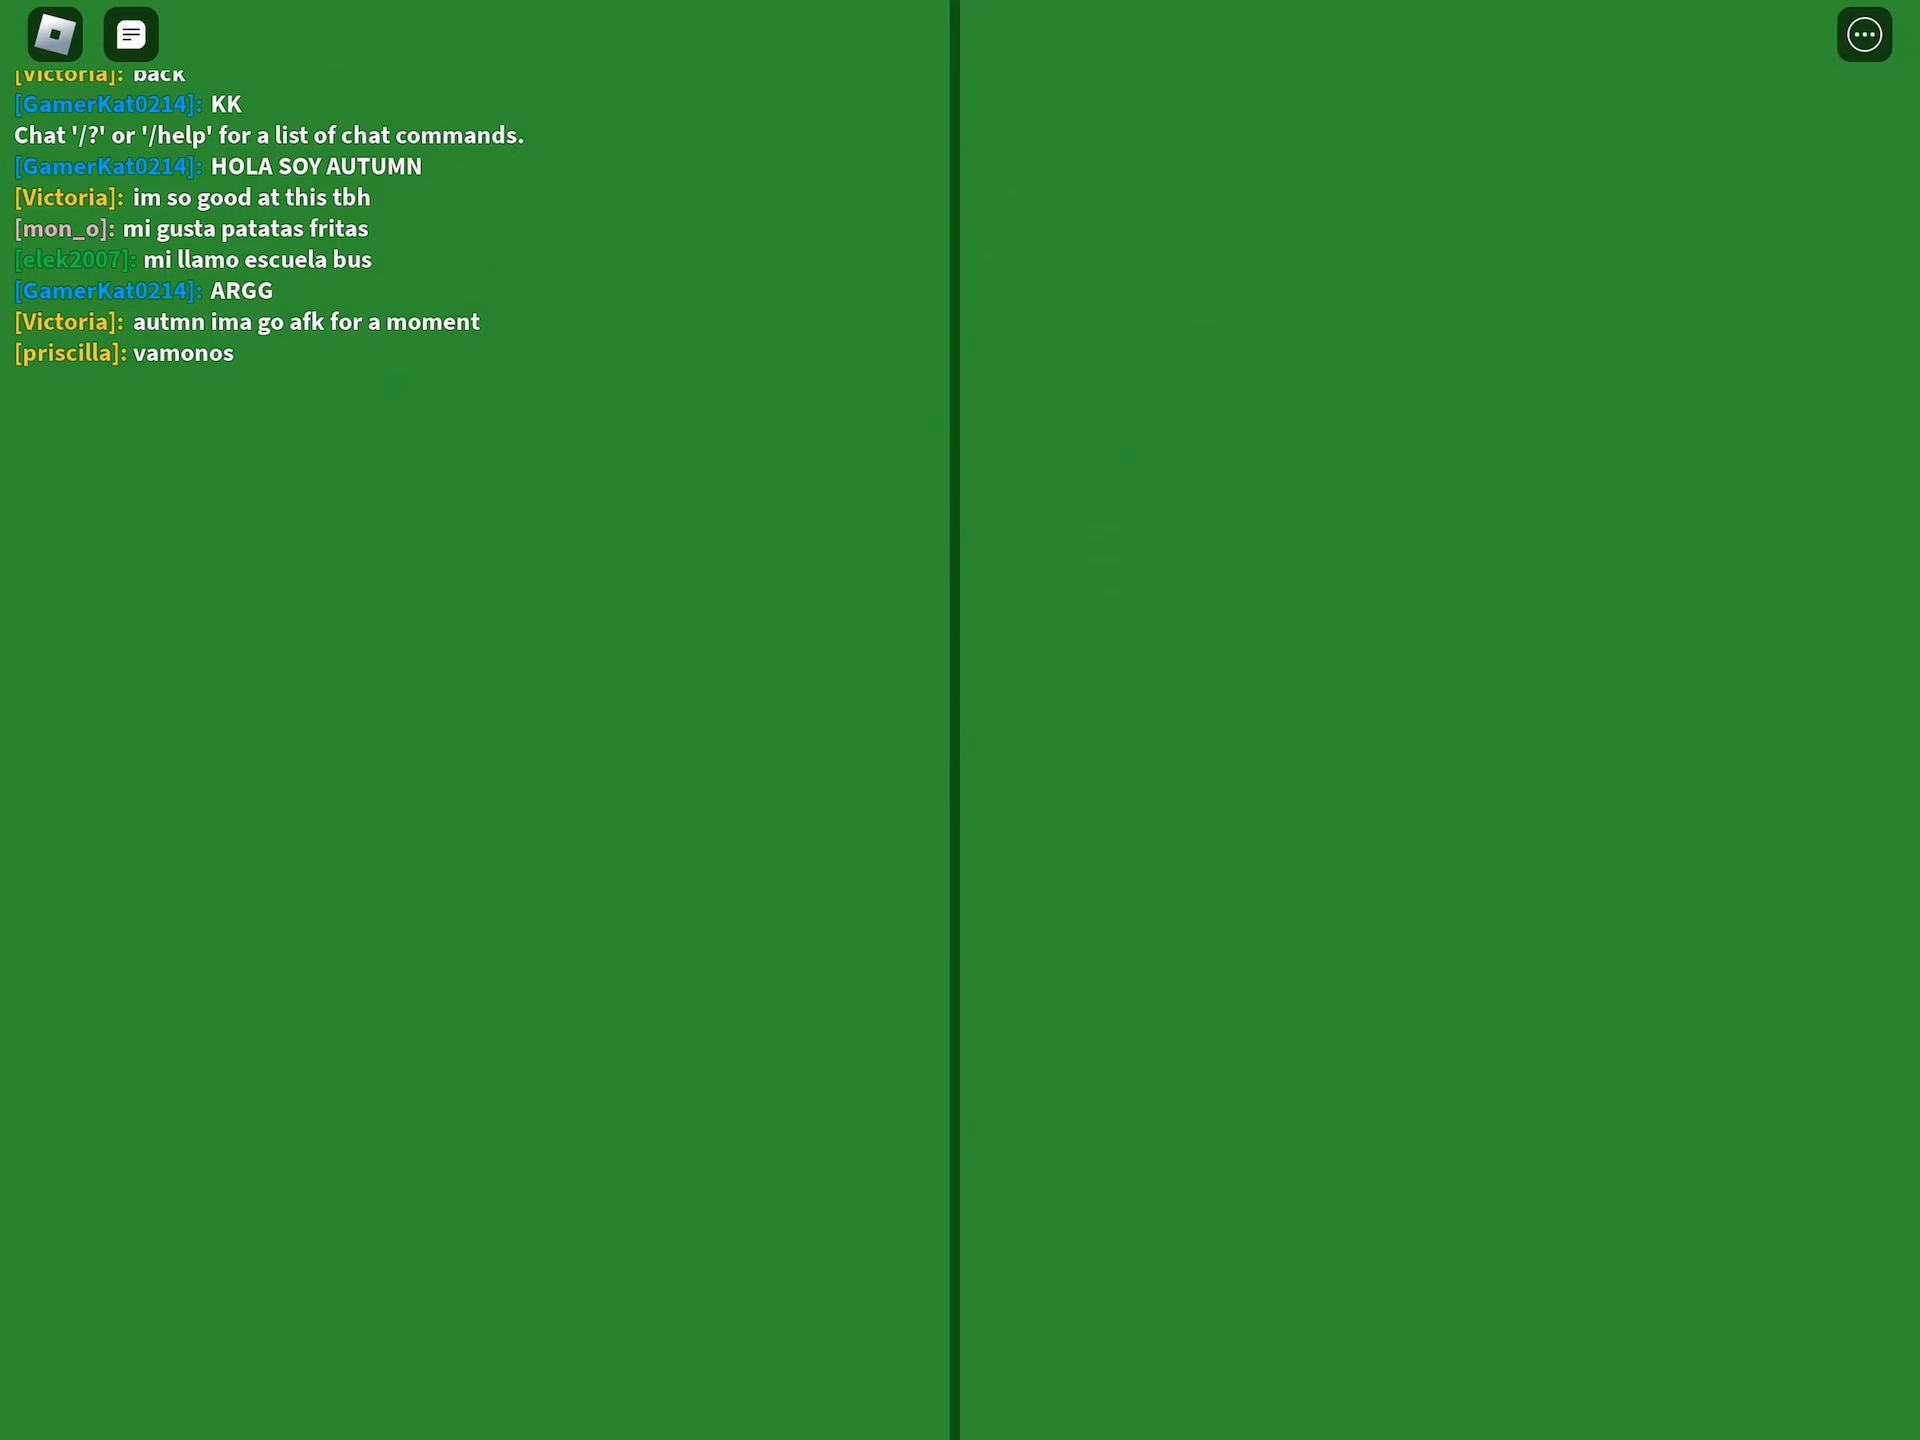 [Victoria]: back
[GamerKat0214]: KK
Chat '/?' or '/help' for a list of chat commands.
[GamerKat0214]: HOLA SOY AUTUMN
[Victoria]: im so good at this tbh
[mon_o]: mi gusta patatas fritas
[elek2007]: mi llamo escuela bus
[GamerKat0214]: ARGG
[Victoria]: autmn ima go afk for a moment
[priscilla]: vamonos